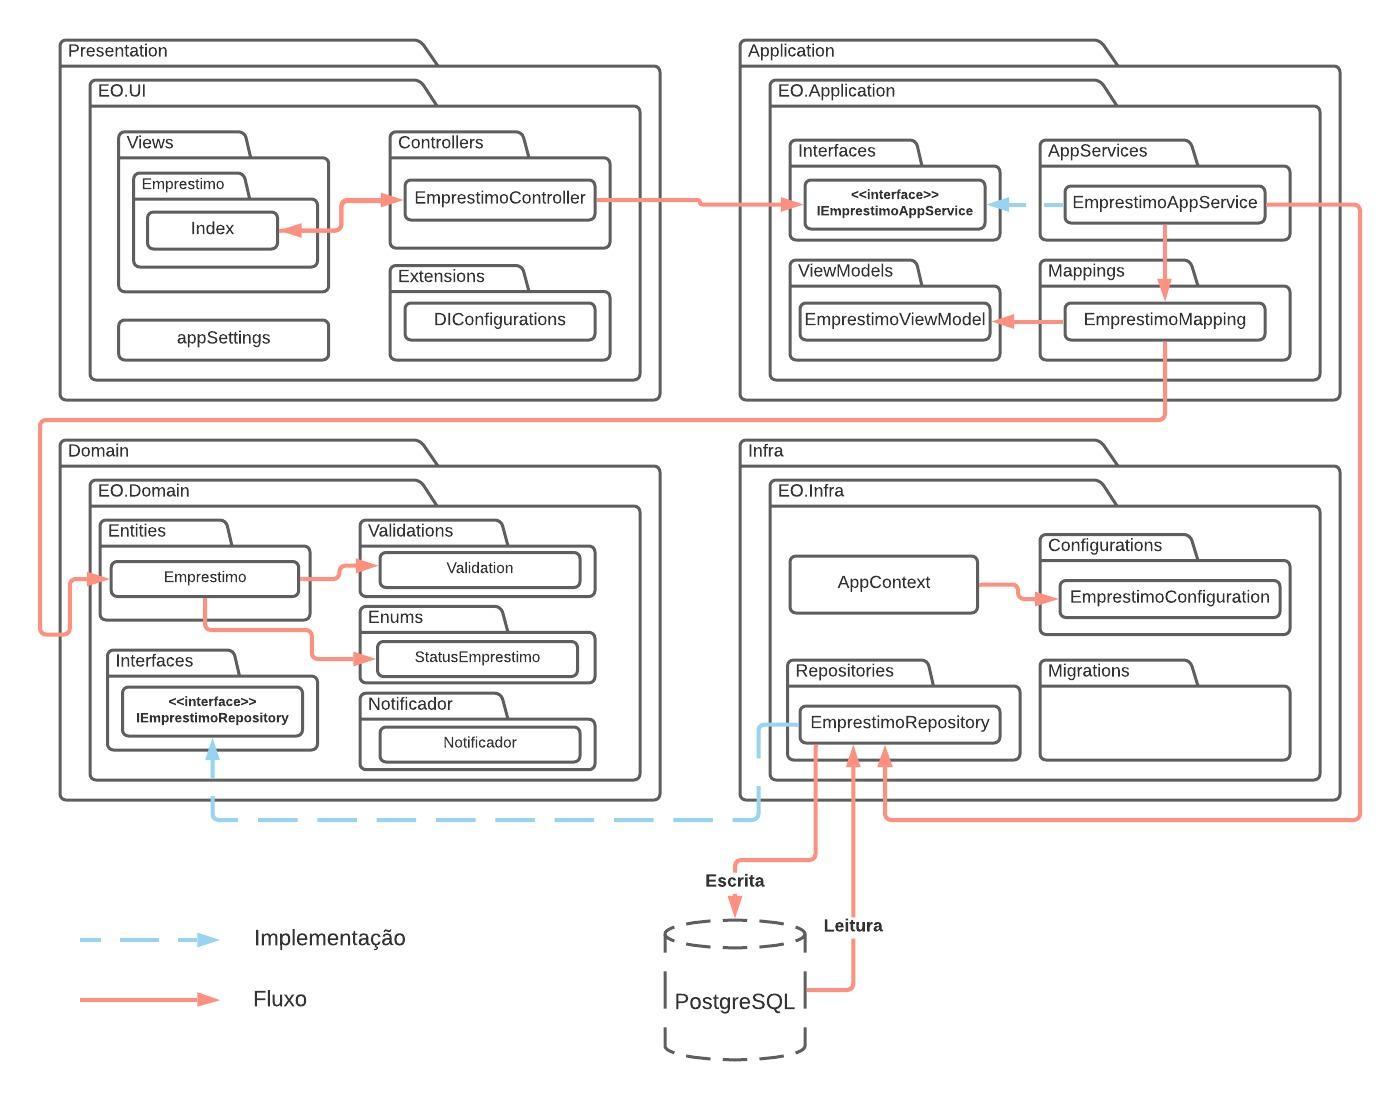 Presentation
EO.UI
Views
Emprestimo
Index
appSettings
Controllers
EmprestimoController
Extensions
DIConfigurations
Application
EO.Application
Interfaces
<<interface>>
IEmprestimoAppService
AppServices
EmprestimoAppService
ViewModels
EmprestimoViewModel
Mappings
EmprestimoMapping
Domain
EO.Domain
Entities
Emprestimo
Interfaces
<<interface>>
IEmprestimoRepository
Validations
Validation
Enums
StatusEmprestimo
Notificador
Notificador
Infra
EO.Infra
AppContext
Configurations
EmprestimoConfiguration
Repositories
EmprestimoRepository
Migrations
Escrita
Leitura
PostgreSQL
Implementação
Fluxo